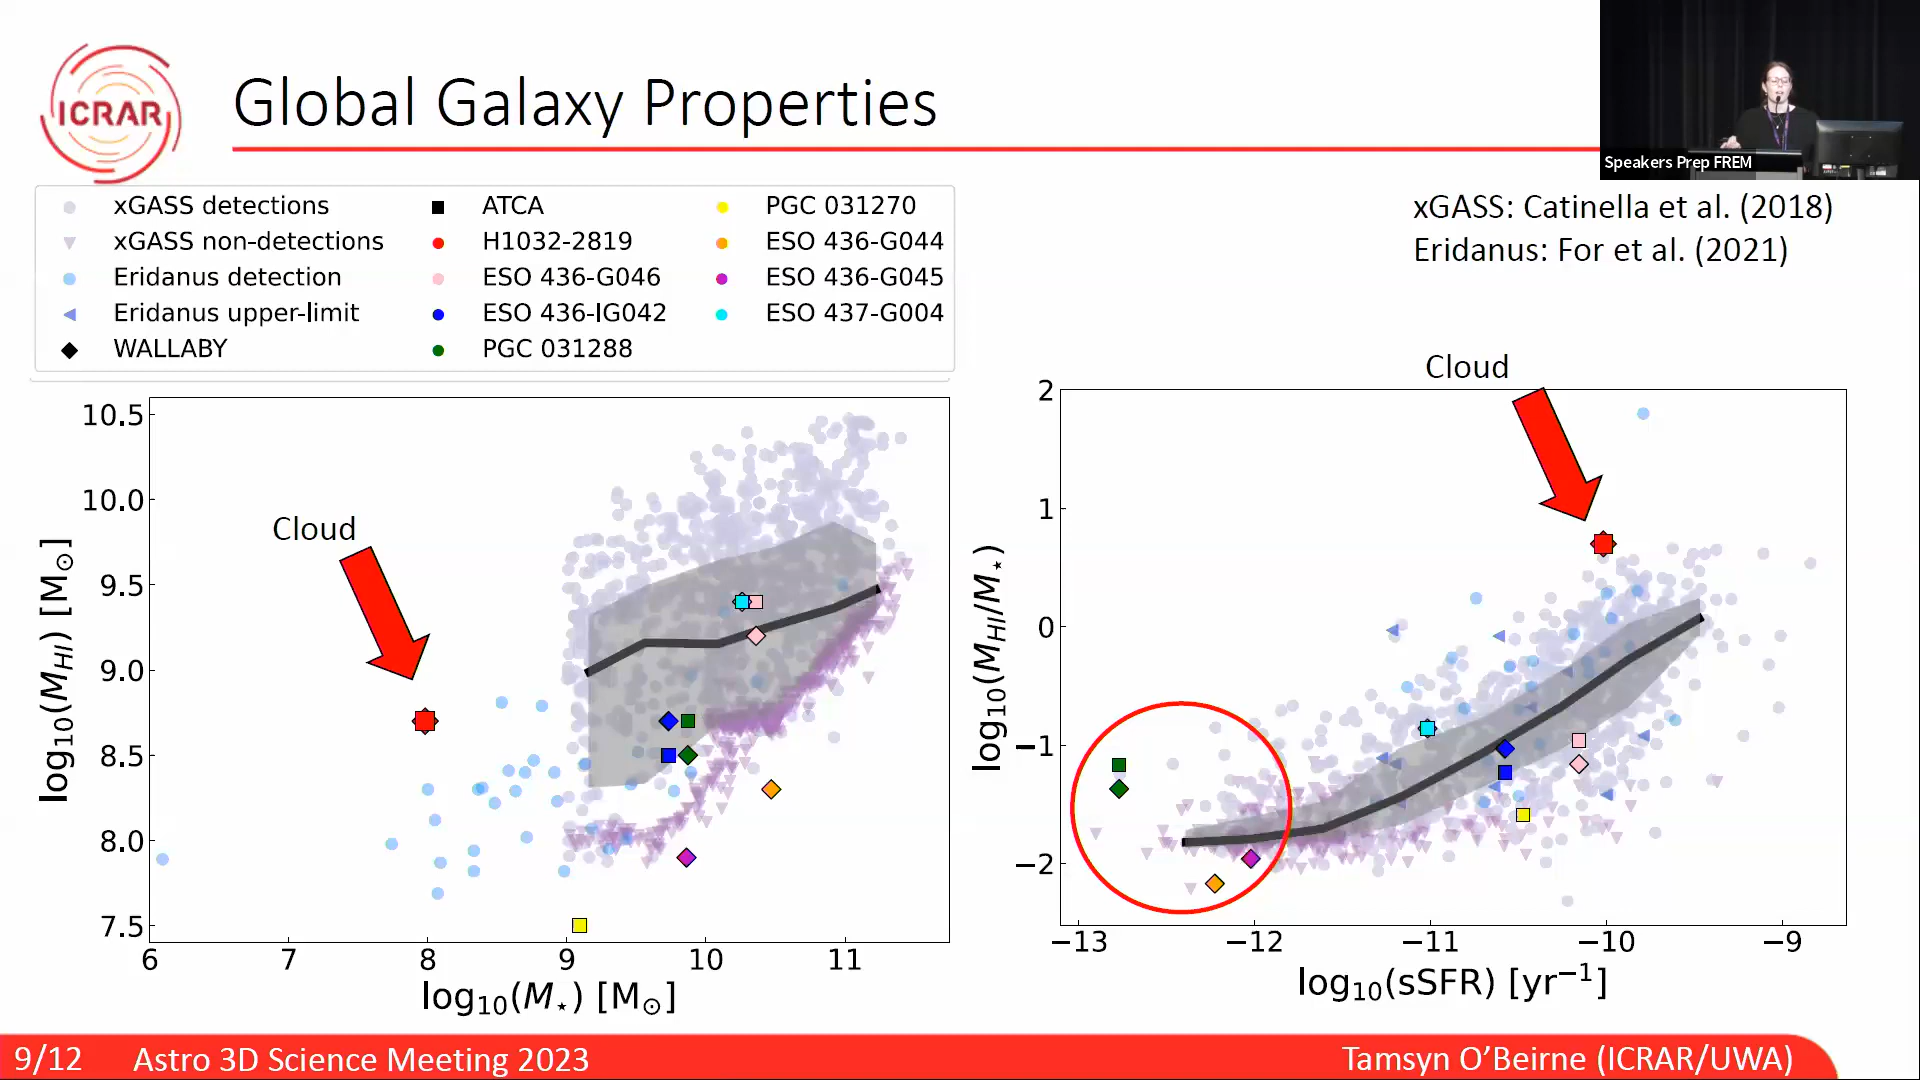 ICRAR
Global Galaxy Properties
Speakers Prep FREM
xGASS detections
xGASS non-detections
Eridanus detection
Eridanus upper-limit
WALLABY
ATCA
H1032-2819
ESO 436-G046
ESO 436-IG042
PGC 031288
PGC 031270
ESO 436-G044
ESO 436-G045
ESO 437-G004
xGASS: Catinella et al. (2018)
Eridanus: For et al. (2021)
Cloud
log₁₀(M_HI) [M☉]
10.5
10.0
9.5
9.0
8.5
8.0
7.5
6 7 8 9 10 11
log₁₀(M⋆) [M☉]
Cloud
log₁₀(M_HI/M⋆)
2
1
0
−1
−2
−13 −12 −11 −10 −9
log₁₀(sSFR) [yr⁻¹]
9/12 Astro 3D Science Meeting 2023 Tamsyn O’Beirne (ICRAR/UWA)